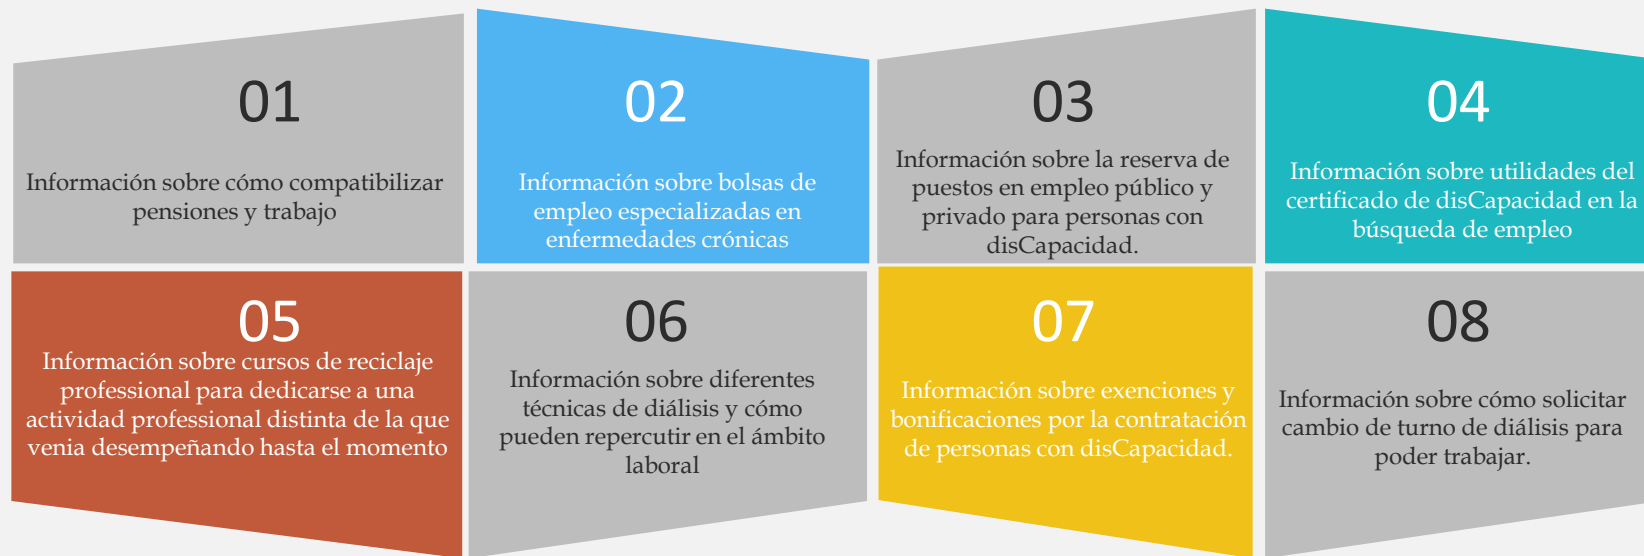 01
Información sobre cómo compatibilizar
pensiones y trabajo
02
Información sobre bolsas de
empleo especializadas en
enfermedades crónicas
03
Información sobre la reserva de
puestos en empleo público y
privado para personas con
disCapacidad.
04
Información sobre utilidades del
certificado de disCapacidad en la
búsqueda de empleo
05
Información sobre cursos de reciclaje
professional para dedicarse a una
actividad professional distinta de la que
venia desempeñando hasta el momento
06
Información sobre diferentes
técnicas de diálisis y cómo
pueden repercutir en el ámbito
laboral
07
Información sobre exenciones y
bonificaciones por la contratación
de personas con disCapacidad.
08
Información sobre cómo solicitar
cambio de turno de diálisis para
poder trabajar.